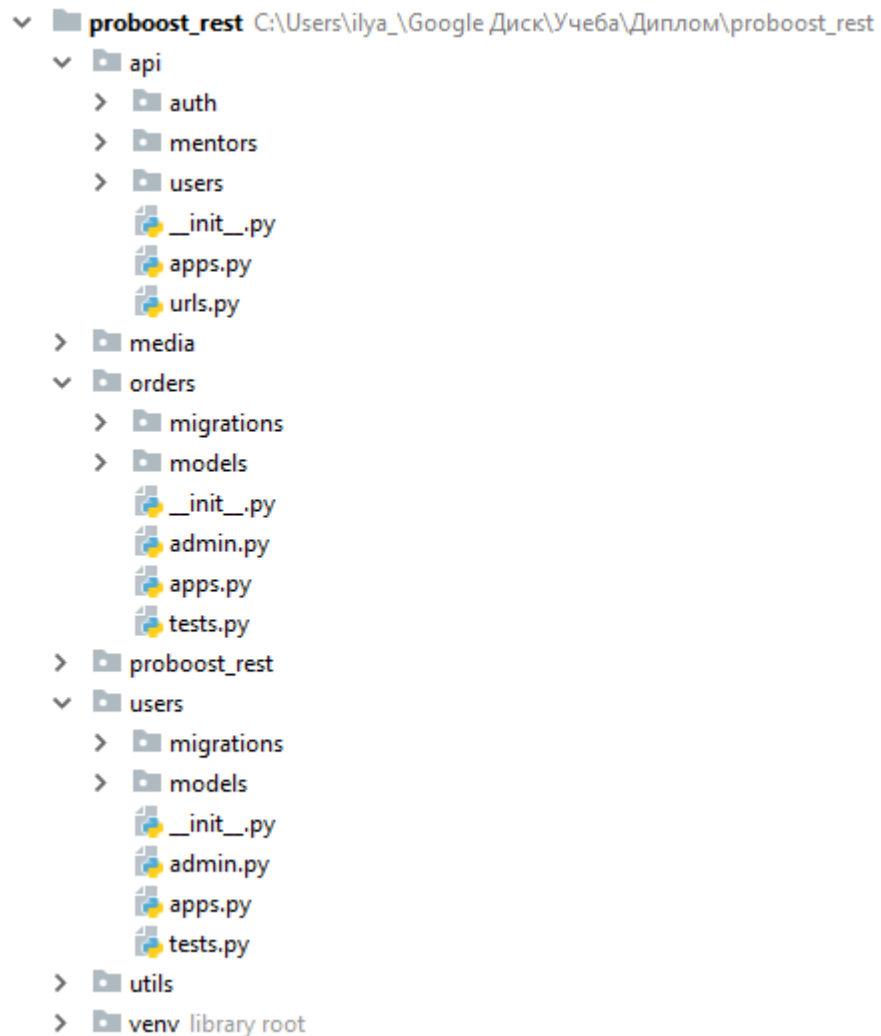 proboost_rest C:\Users\ilya_\Google Диск\Учеба\Диплом\proboost_rest
api
auth
mentors
users
__init__.py
apps.py
urls.py
media
orders
migrations
models
__init__.py
admin.py
apps.py
tests.py
proboost_rest
users
migrations
models
__init__.py
admin.py
apps.py
tests.py
utils
venv library root